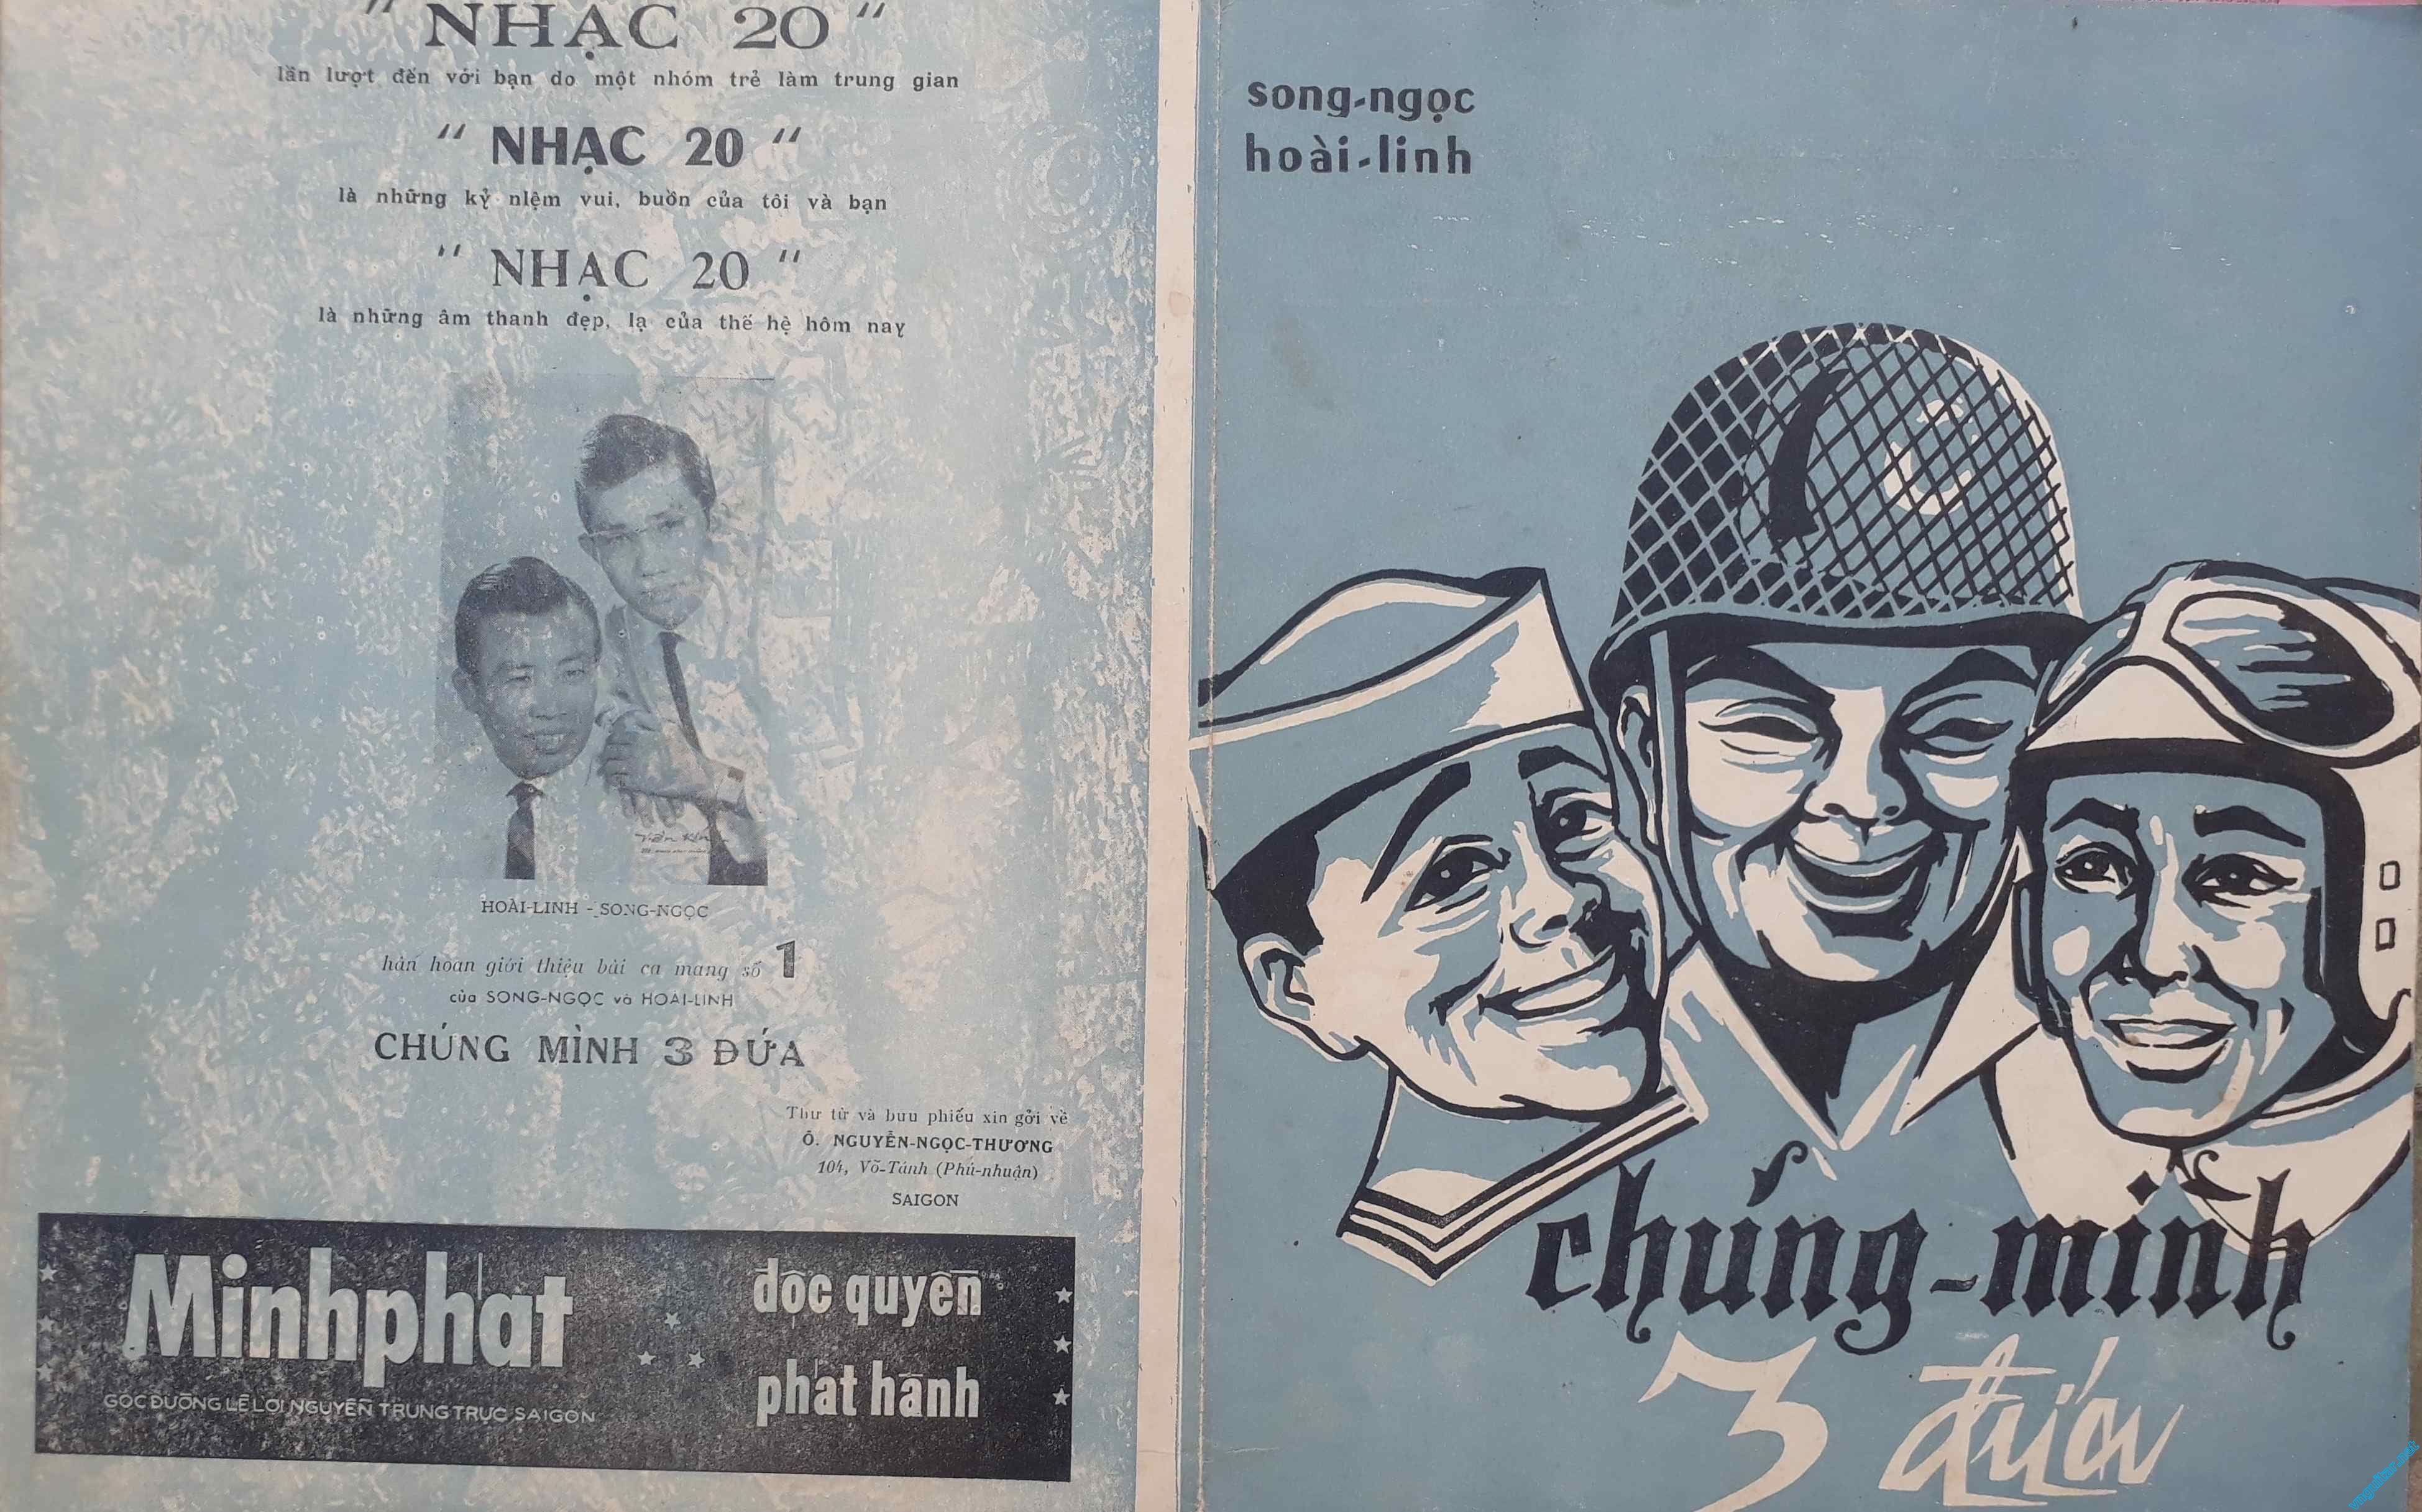 " NHẠC 20 "
lần lượt đến với bạn do một nhóm trẻ làm trung gian
" NHẠC 20 "
là những kỷ niệm vui, buồn của tôi và bạn
" NHẠC 20 "
là những âm thanh đẹp, lạ của thế hệ hôm nay
HOÀI-LINH - SONG-NGỌC
hân hoan giới thiệu bài ca mang số 1
của SONG-NGỌC và HOÀI-LINH
CHÚNG MÌNH 3 ĐỨA
Thư từ và bưu phiếu xin gởi về
Ô. NGUYỄN-NGỌC-THƯƠNG
104, Võ-Tánh (Phú-nhuận)
SAIGON
Minhphat
GÓC ĐƯỜNG LÊ LỢI NGUYỄN TRUNG TRỰC SAIGON
độc quyền
phát hành
song-ngọc
hoài-linh
chúng-mình
3 đứa